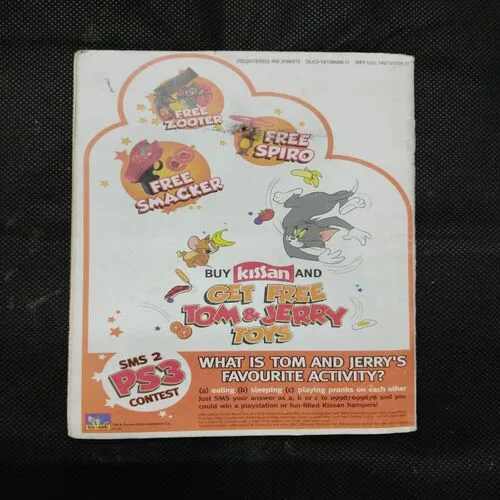 (REGISTERED) RNI
FREE
ZOOTER
FREE
SPIRO
FREE
SMACKER
BUY Kissan AND
GET FREE
TOM & JERRY
TOYS
SMS 2
PS3
CONTEST
WHAT IS TOM AND JERRY'S
FAVOURITE ACTIVITY?
(a) eating (b) sleeping (c) playing pranks on each other
Just SMS your answer as a, b or c to 09987699876 and you
could win a playstation or fun-filled Kissan hampers!